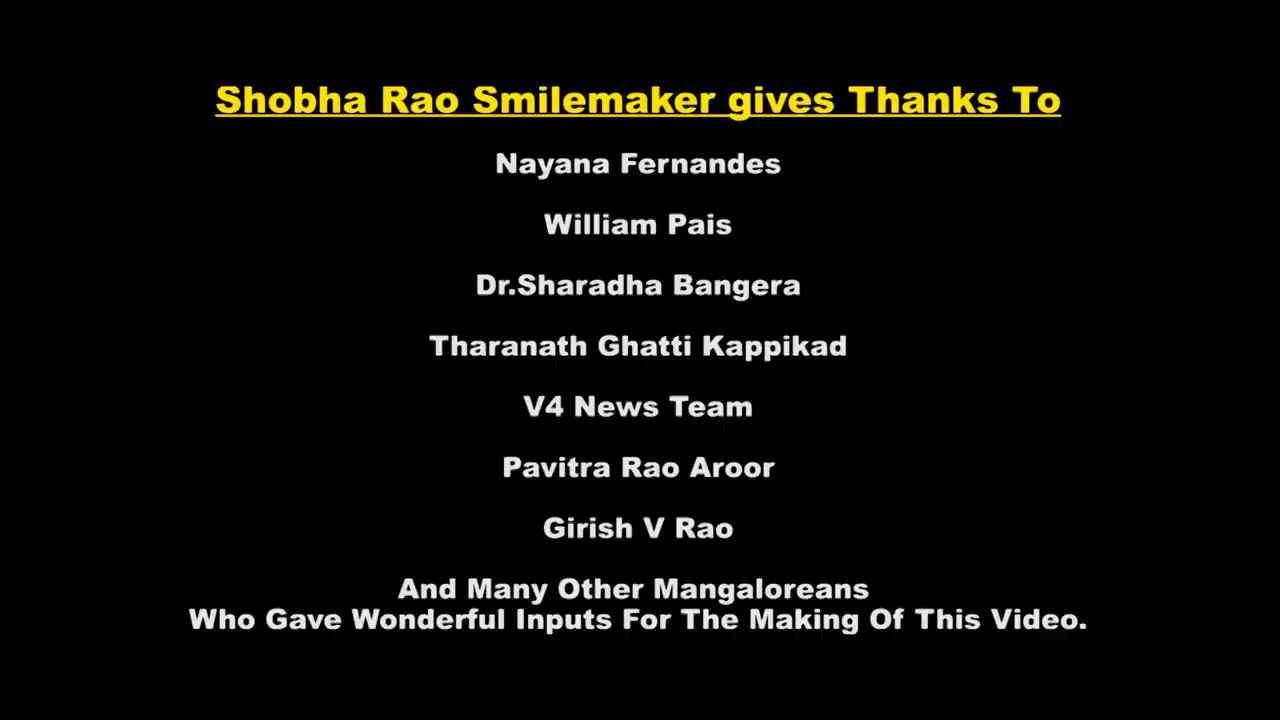 Shobha Rao Smilemaker gives Thanks To
Nayana Fernandes
William Pais
Dr.Sharadha Bangera
Tharanath Ghatti Kappikad
V4 News Team
Pavitra Rao Aroor
Girish V Rao
And Many Other Mangaloreans
Who Gave Wonderful Inputs For The Making Of This Video.